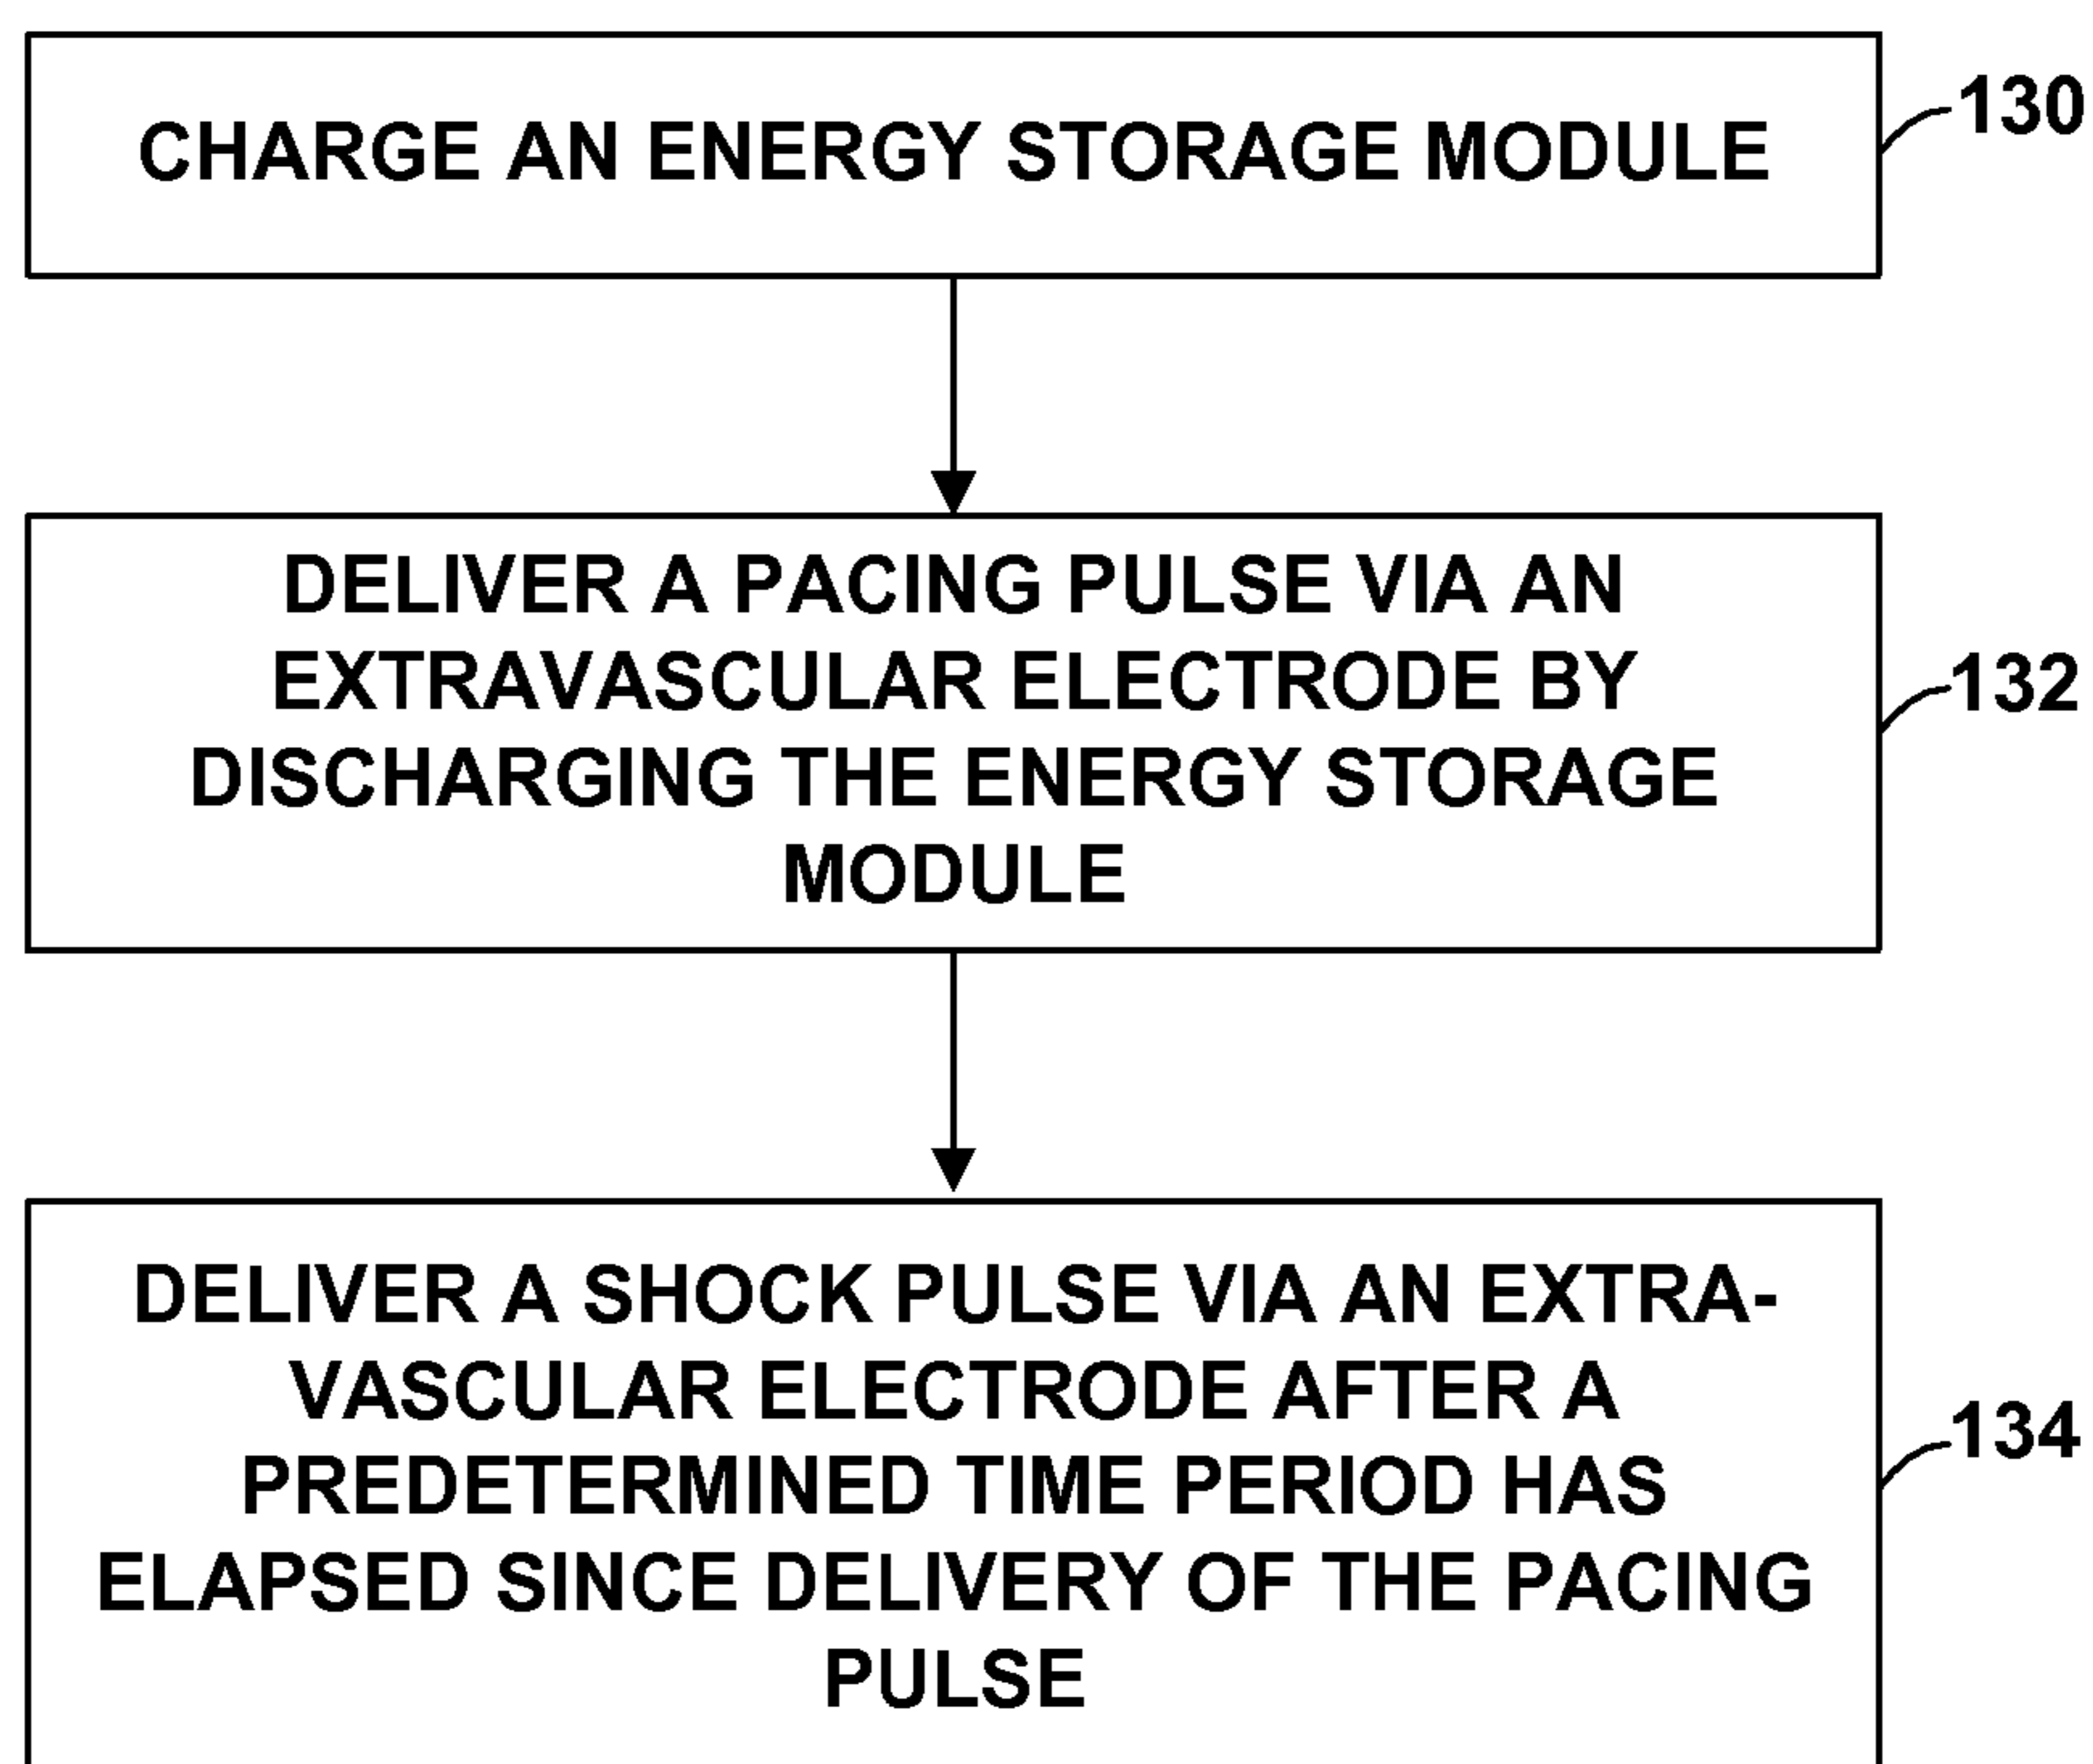 CHARGE AN ENERGY STORAGE MODULE
130
DELIVER A PACING PULSE VIA AN
EXTRAVASCULAR ELECTRODE BY
DISCHARGING THE ENERGY STORAGE
MODULE
132
DELIVER A SHOCK PULSE VIA AN EXTRA-
VASCULAR ELECTRODE AFTER A
PREDETERMINED TIME PERIOD HAS
ELAPSED SINCE DELIVERY OF THE PACING
PULSE
134